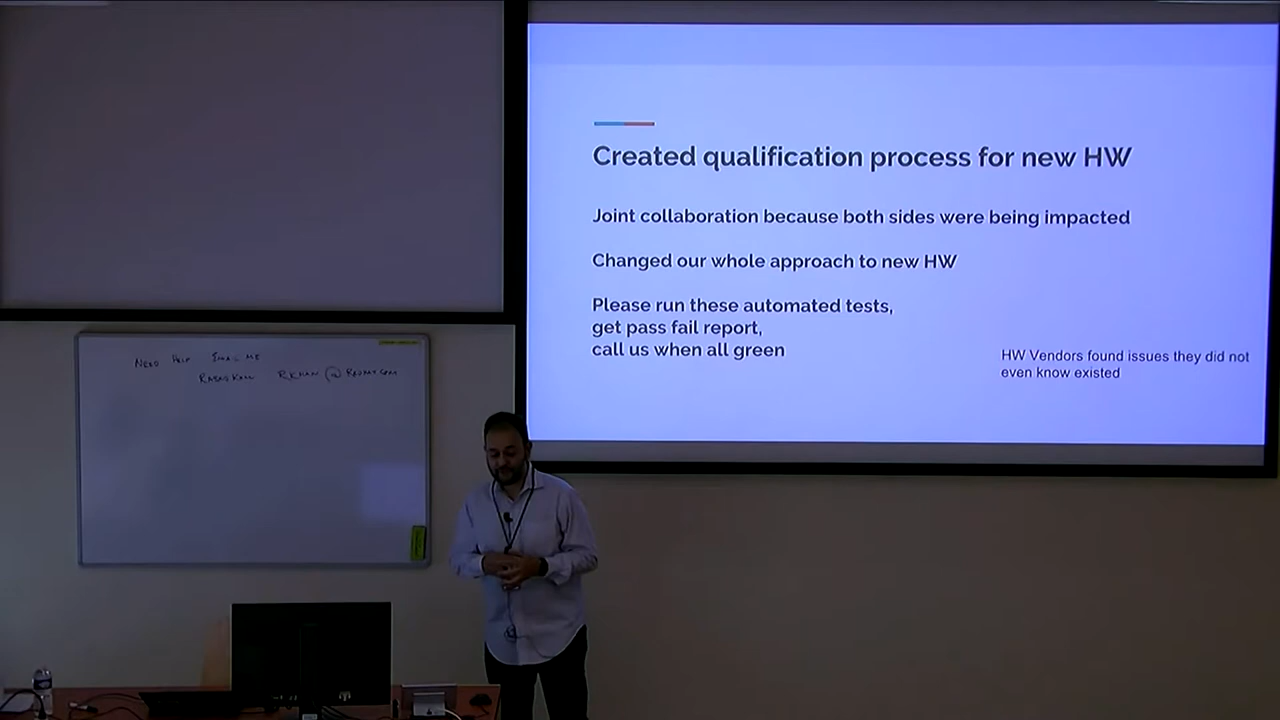 Created qualification process for new HW
Joint collaboration because both sides were being impacted
Changed our whole approach to new HW
Please run these automated tests,
get pass fail report,
call us when all green
HW Vendors found issues they did not
even know existed
NEED HELP EMAIL ME